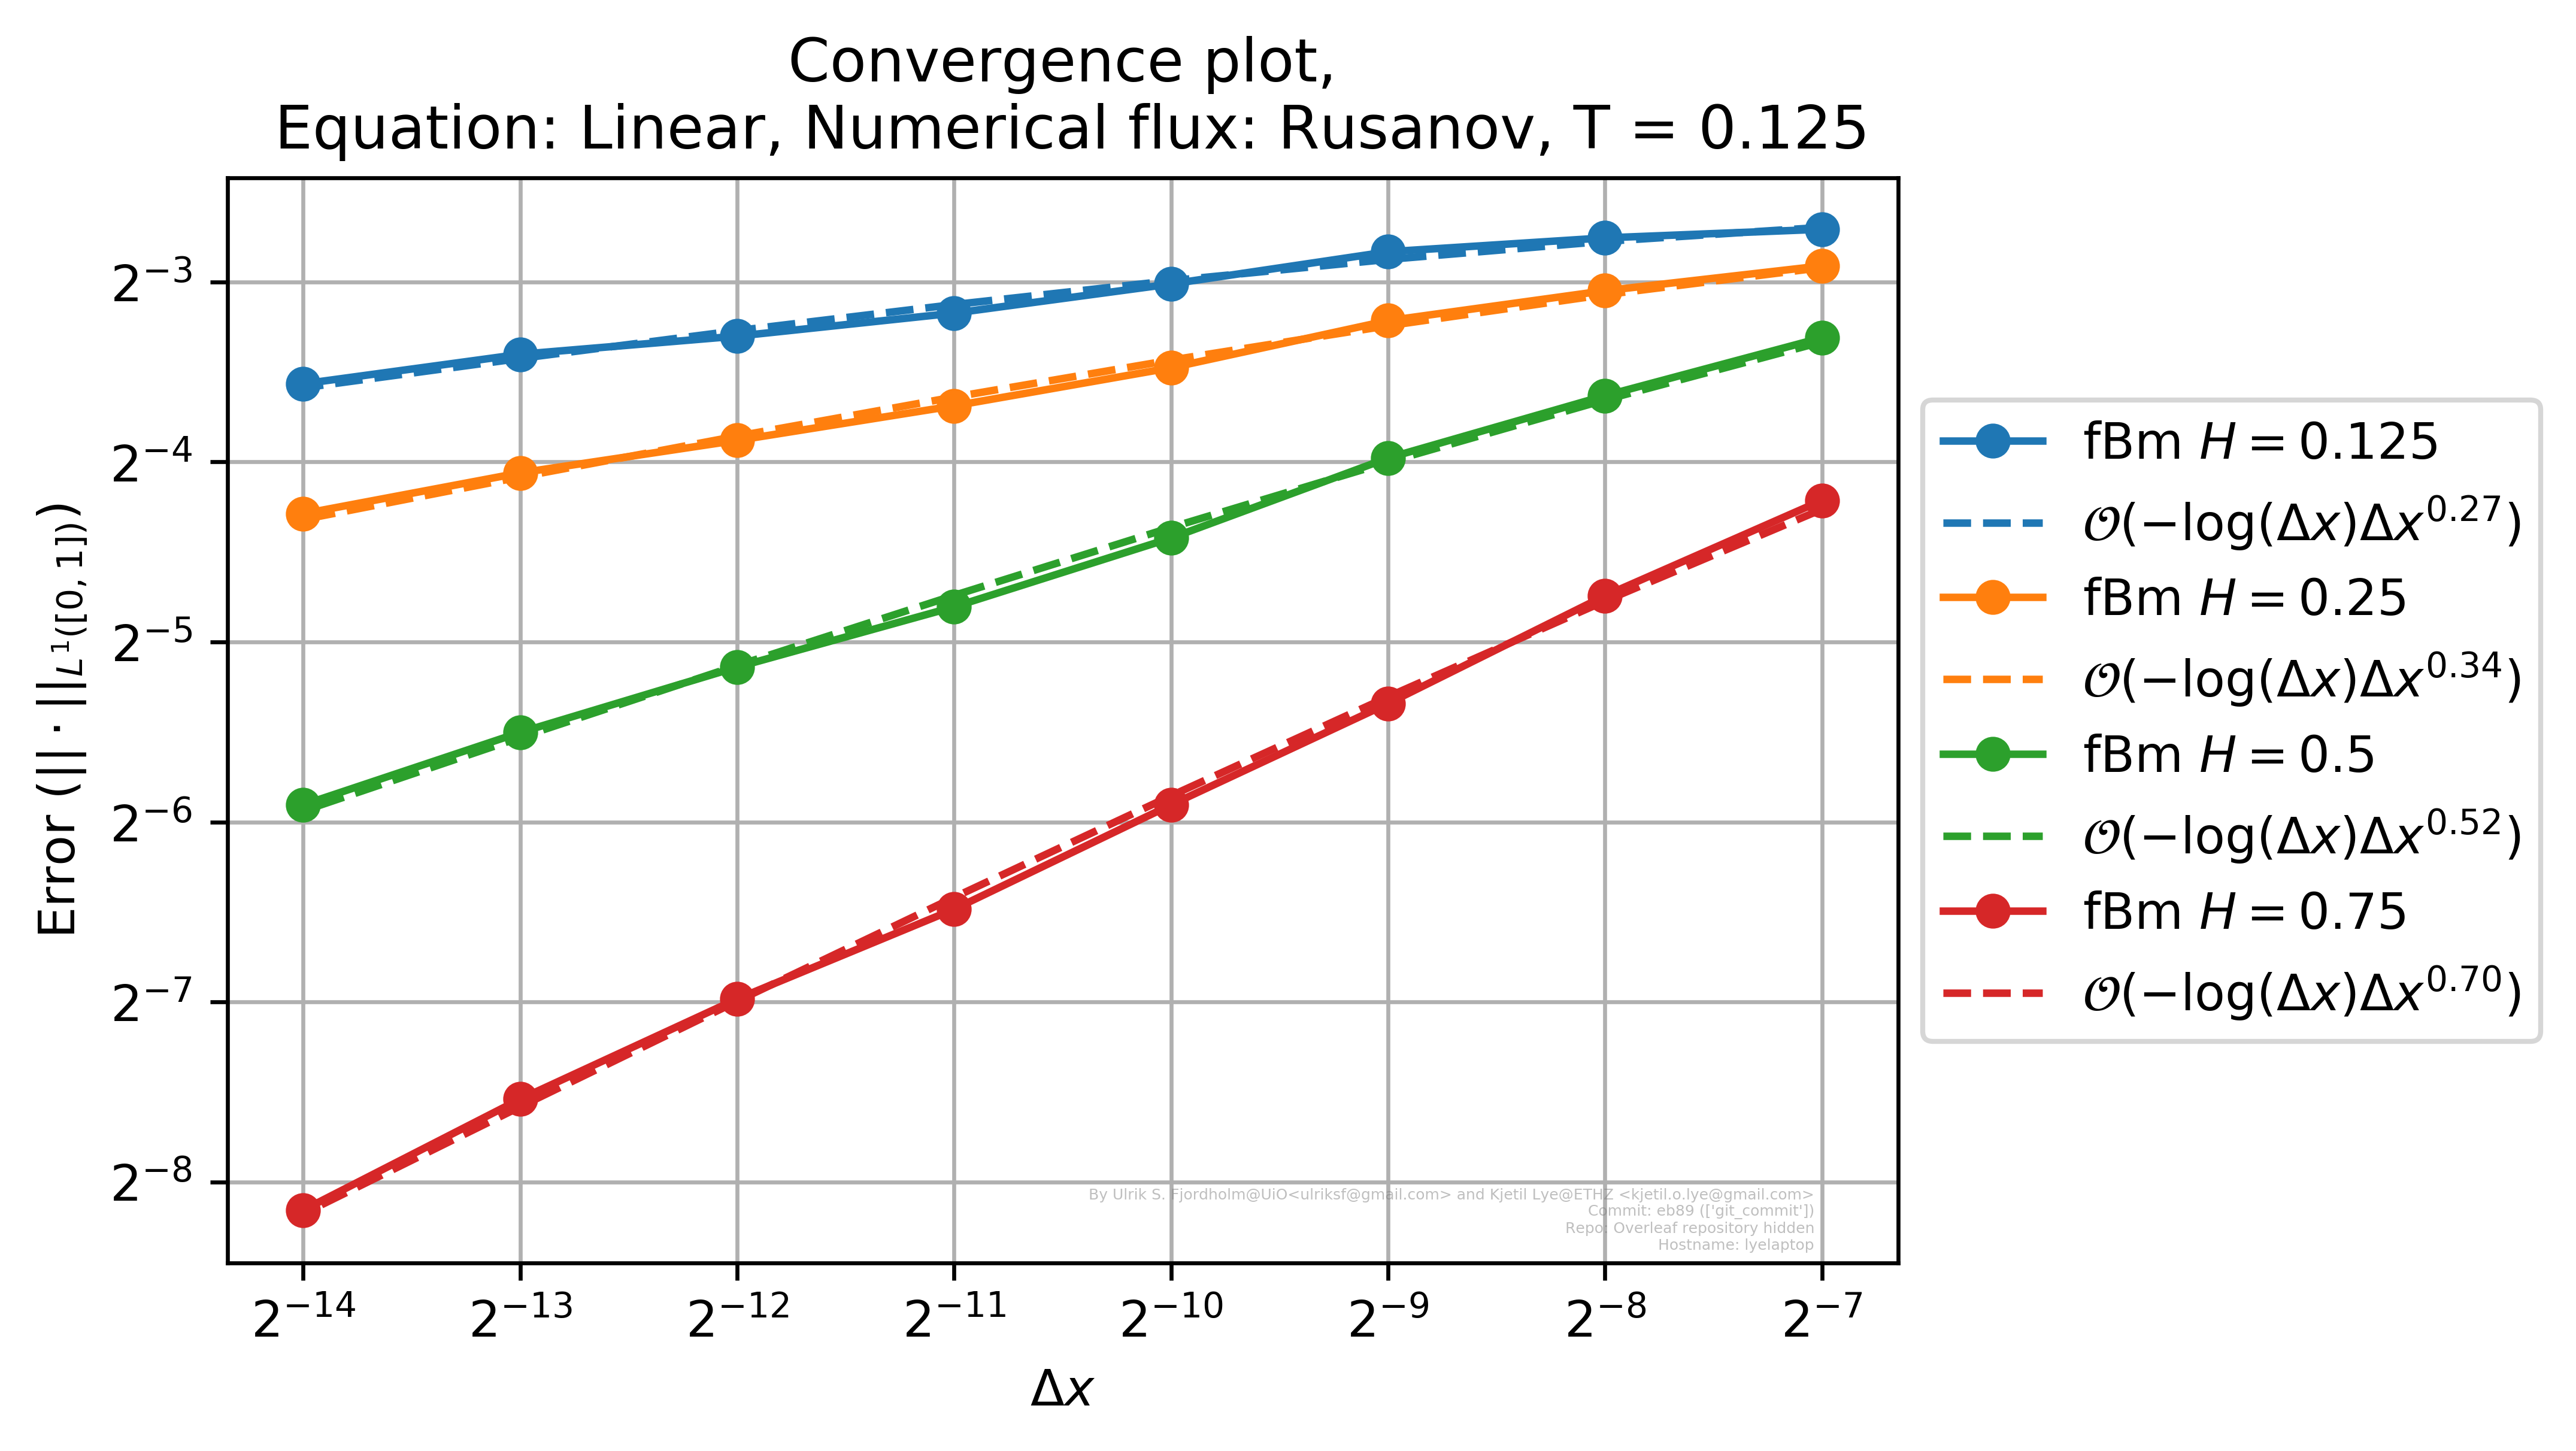 Convergence plot,
Equation: Linear, Numerical flux: Rusanov, T = 0.125
Error (|| · ||_{L^1([0,1])})
2^{−3}
2^{−4}
2^{−5}
2^{−6}
2^{−7}
2^{−8}
2^{−14} 2^{−13} 2^{−12} 2^{−11} 2^{−10} 2^{−9} 2^{−8} 2^{−7}
Δx
fBm H = 0.125
𝒪(−log(Δx)Δx^{0.27})
fBm H = 0.25
𝒪(−log(Δx)Δx^{0.34})
fBm H = 0.5
𝒪(−log(Δx)Δx^{0.52})
fBm H = 0.75
𝒪(−log(Δx)Δx^{0.70})
By Ulrik S. Fjordholm@UiO<ulriksf@gmail.com> and Kjetil Lye@ETHZ <kjetil.o.lye@gmail.com>
Commit: eb89 (['git_commit'])
Repo: Overleaf repository hidden
Hostname: lyelaptop